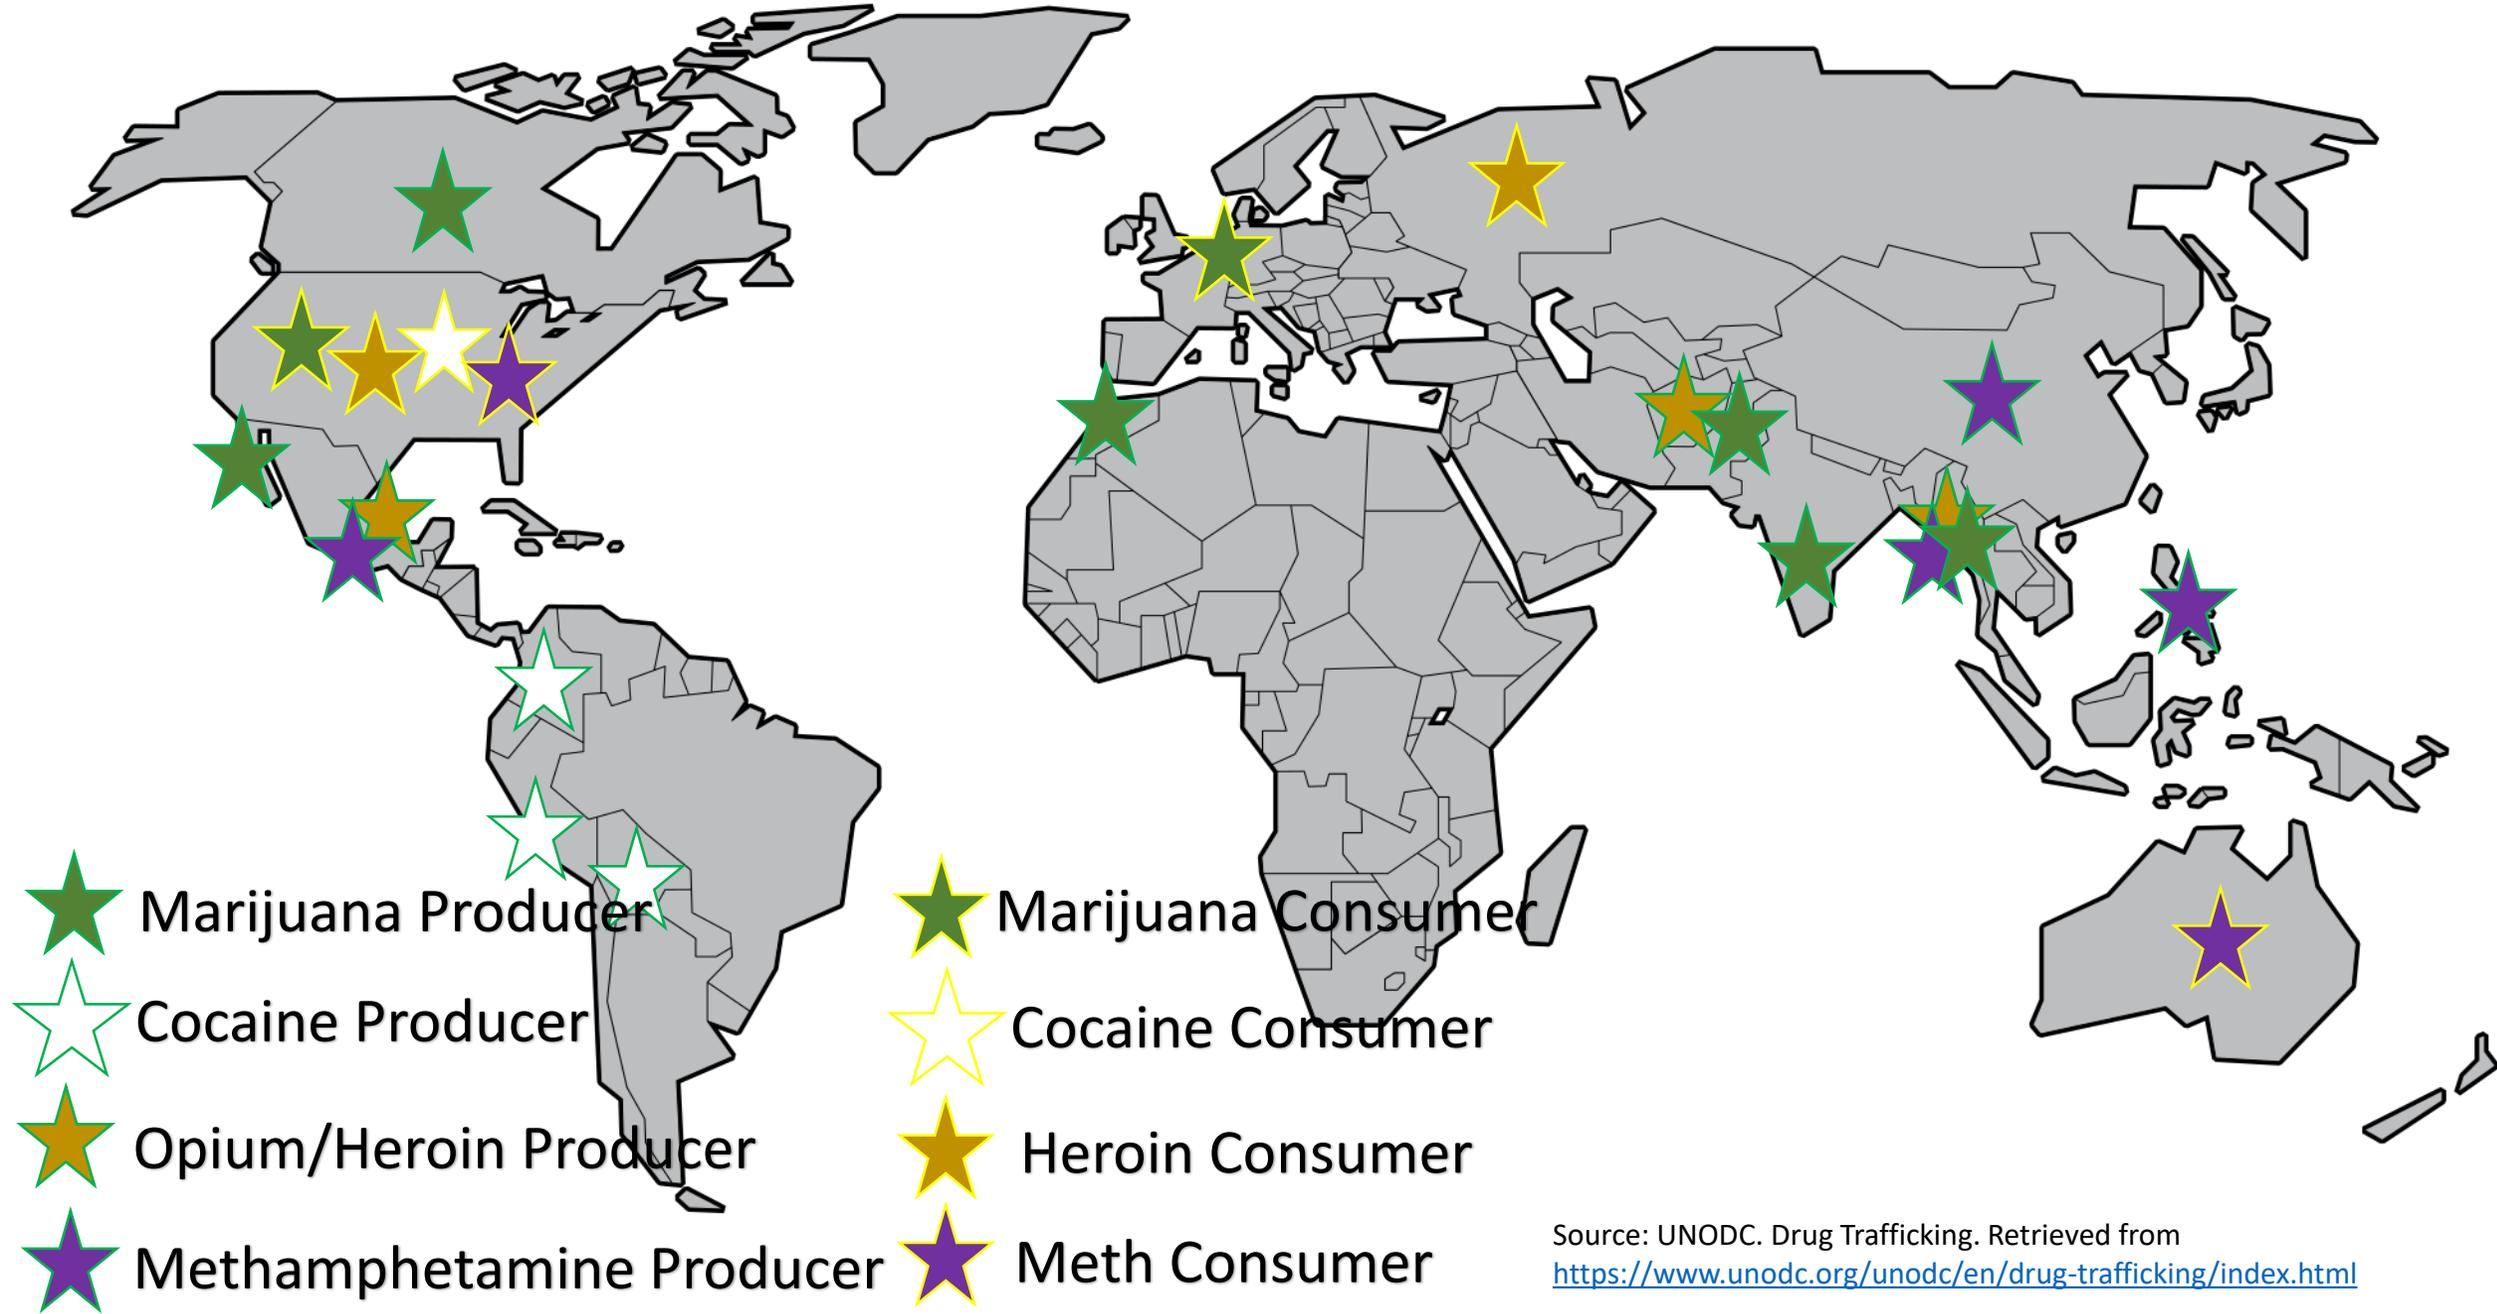 Marijuana Producer
Marijuana Consumer
Cocaine Producer
Cocaine Consumer
Opium/Heroin Producer
Heroin Consumer
Methamphetamine Producer
Meth Consumer
Source: UNODC. Drug Trafficking. Retrieved from
https://www.unodc.org/unodc/en/drug-trafficking/index.html